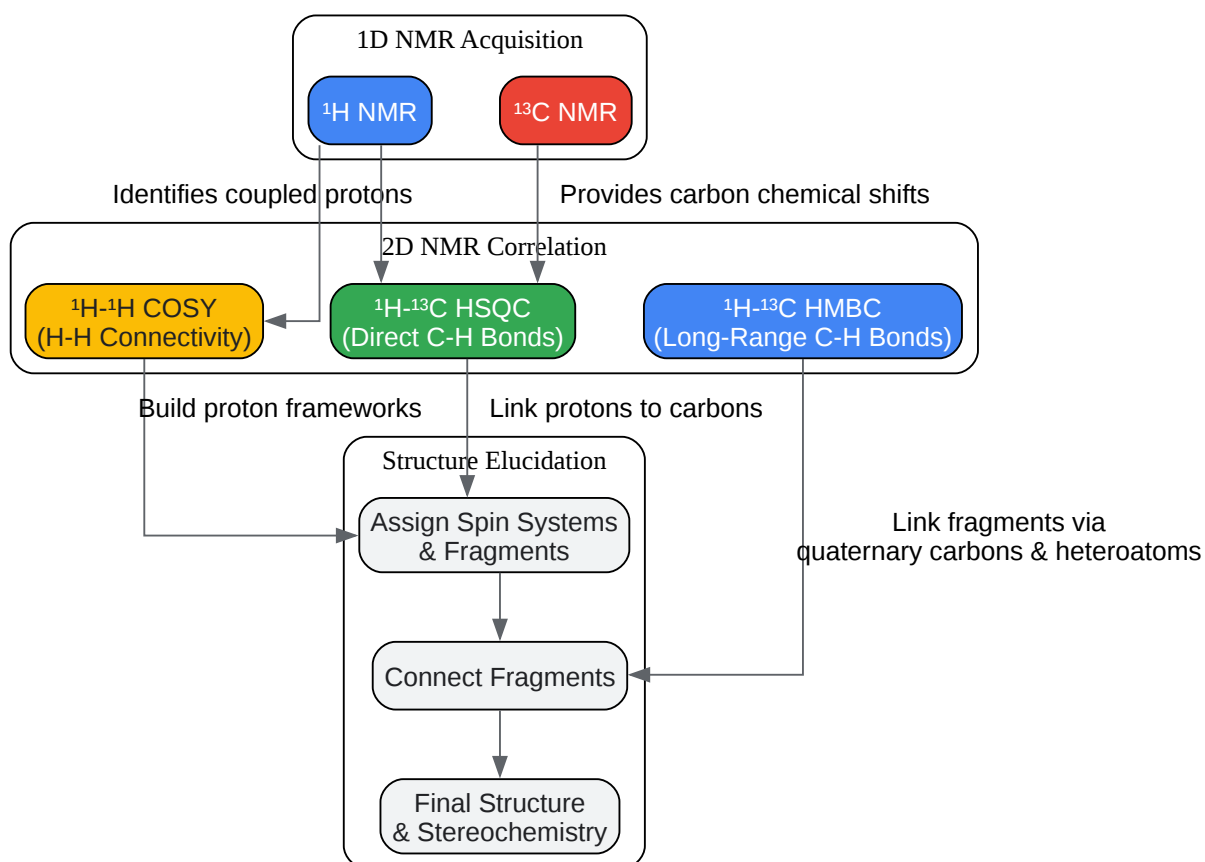 1D NMR Acquisition
¹H NMR
¹³C NMR
Identifies coupled protons
Provides carbon chemical shifts
2D NMR Correlation
¹H-¹H COSY
(H-H Connectivity)
¹H-¹³C HSQC
(Direct C-H Bonds)
¹H-¹³C HMBC
(Long-Range C-H Bonds)
Build proton frameworks
Link protons to carbons
Structure Elucidation
Assign Spin Systems
& Fragments
Link fragments via
quaternary carbons & heteroatoms
Connect Fragments
Final Structure
& Stereochemistry